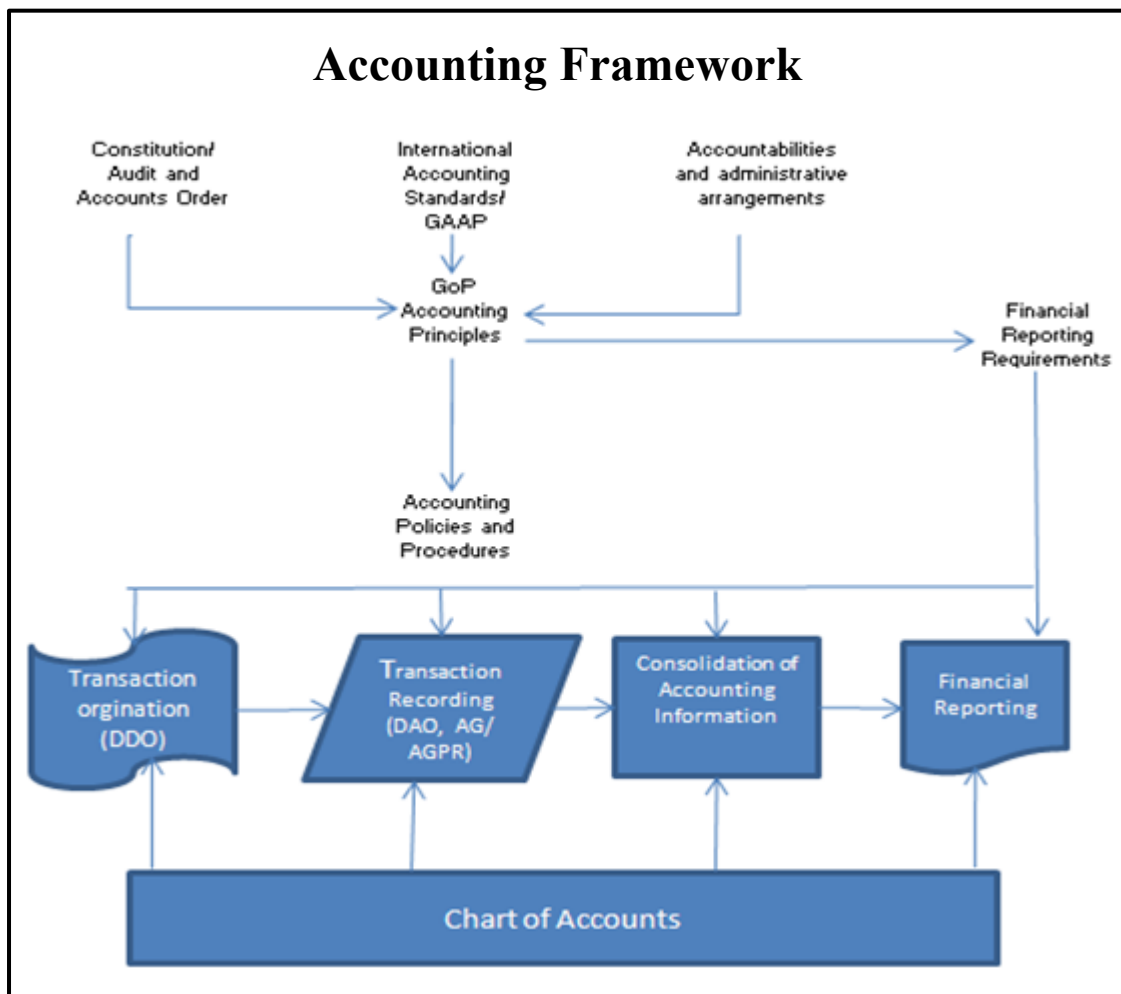 Accounting Framework
Constitution/
Audit and
Accounts Order
International
Accounting
Standards/
GAAP
Accountabilities
and administrative
arrangements
GoP
Accounting
Principles
Financial
Reporting
Requirements
Accounting
Policies and
Procedures
Transaction
orgination
(DDO)
Transaction
Recording
(DAO, AG/
AGPR)
Consolidation of
Accounting
Information
Financial
Reporting
Chart of Accounts